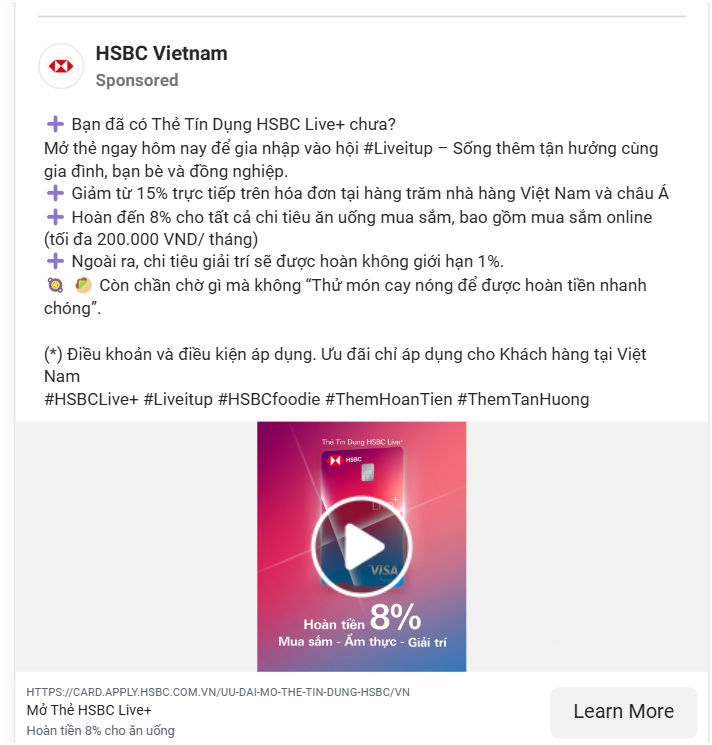 HSBC Vietnam
Sponsored
Bạn đã có Thẻ Tín Dụng HSBC Live+ chưa?
Mở thẻ ngay hôm nay để gia nhập vào hội #Liveitup – Sống thêm tận hưởng cùng
gia đình, bạn bè và đồng nghiệp.
Giảm từ 15% trực tiếp trên hóa đơn tại hàng trăm nhà hàng Việt Nam và châu Á
Hoàn đến 8% cho tất cả chi tiêu ăn uống mua sắm, bao gồm mua sắm online
(tối đa 200.000 VND/ tháng)
Ngoài ra, chi tiêu giải trí sẽ được hoàn không giới hạn 1%.
Còn chần chờ gì mà không “Thử món cay nóng để được hoàn tiền nhanh
chóng”.
(*) Điều khoản và điều kiện áp dụng. Ưu đãi chỉ áp dụng cho Khách hàng tại Việt
Nam
#HSBCLive+ #Liveitup #HSBCfoodie #ThemHoanTien #ThemTanHuong
Thẻ Tín Dụng HSBC Live+
HSBC
Live+
VISA
Hoàn tiền 8%
Mua sắm - Ẩm thực - Giải trí
HTTPS://CARD.APPLY.HSBC.COM.VN/UU-DAI-MO-THE-TIN-DUNG-HSBC/VN
Mở Thẻ HSBC Live+
Hoàn tiền 8% cho ăn uống
Learn More